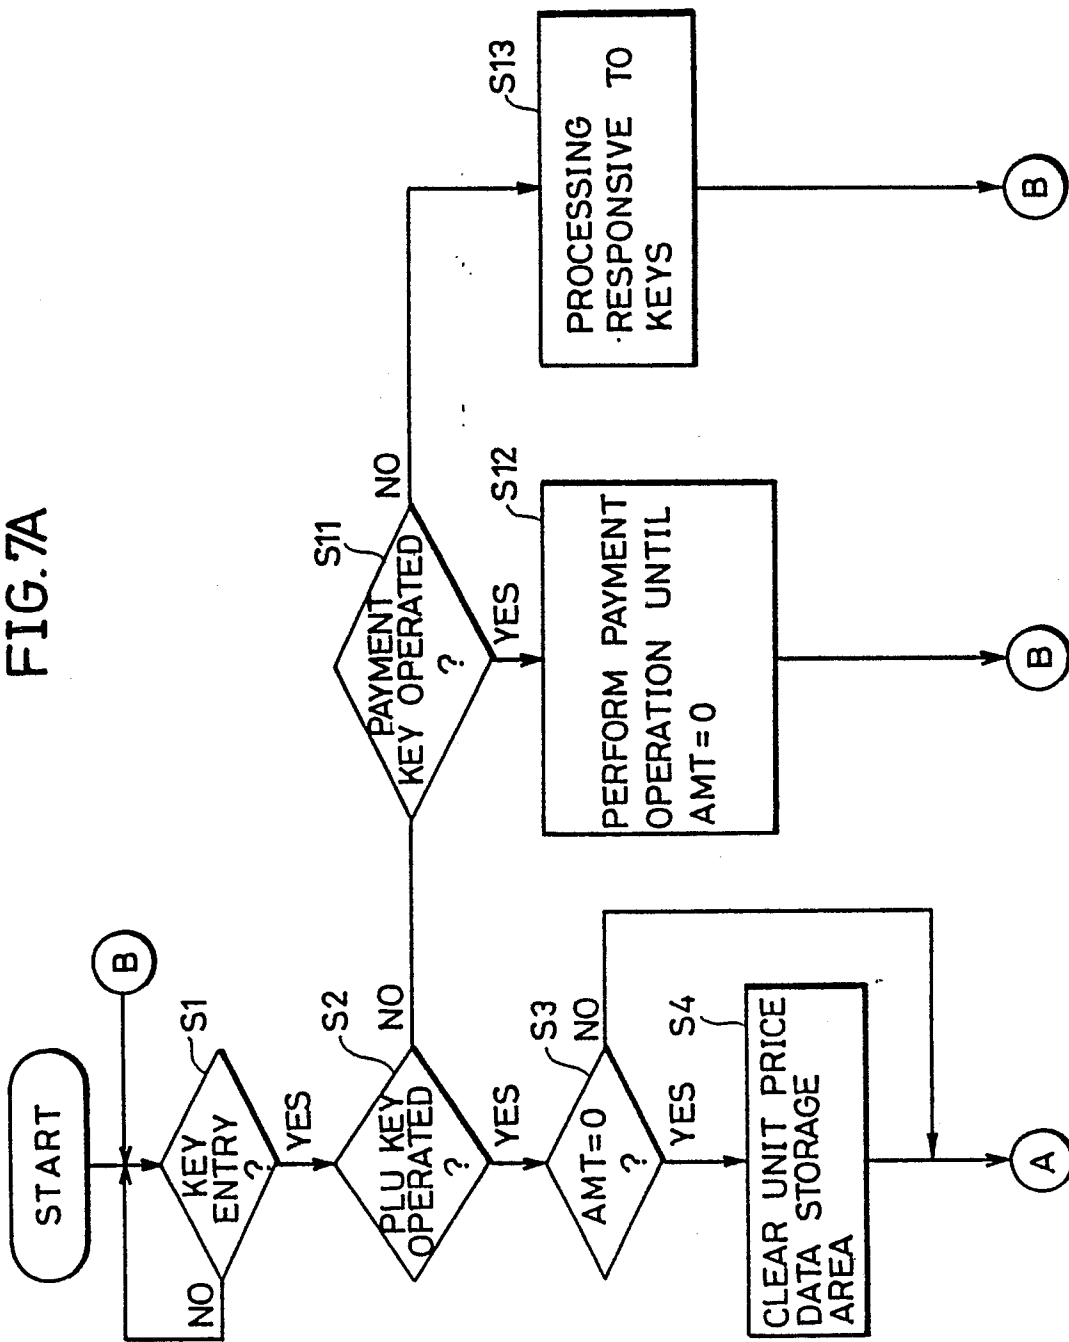 FIG.7A
START
B
S1
KEY
ENTRY
?
NO
YES
S2
PLU KEY
OPERATED
?
NO
YES
S3
AMT=0
?
NO
YES
S4
CLEAR UNIT PRICE
DATA STORAGE
AREA
A
S11
PAYMENT
KEY OPERATED
?
NO
YES
S12
PERFORM PAYMENT
OPERATION UNTIL
AMT=0
B
S13
PROCESSING
RESPONSIVE TO
KEYS
B